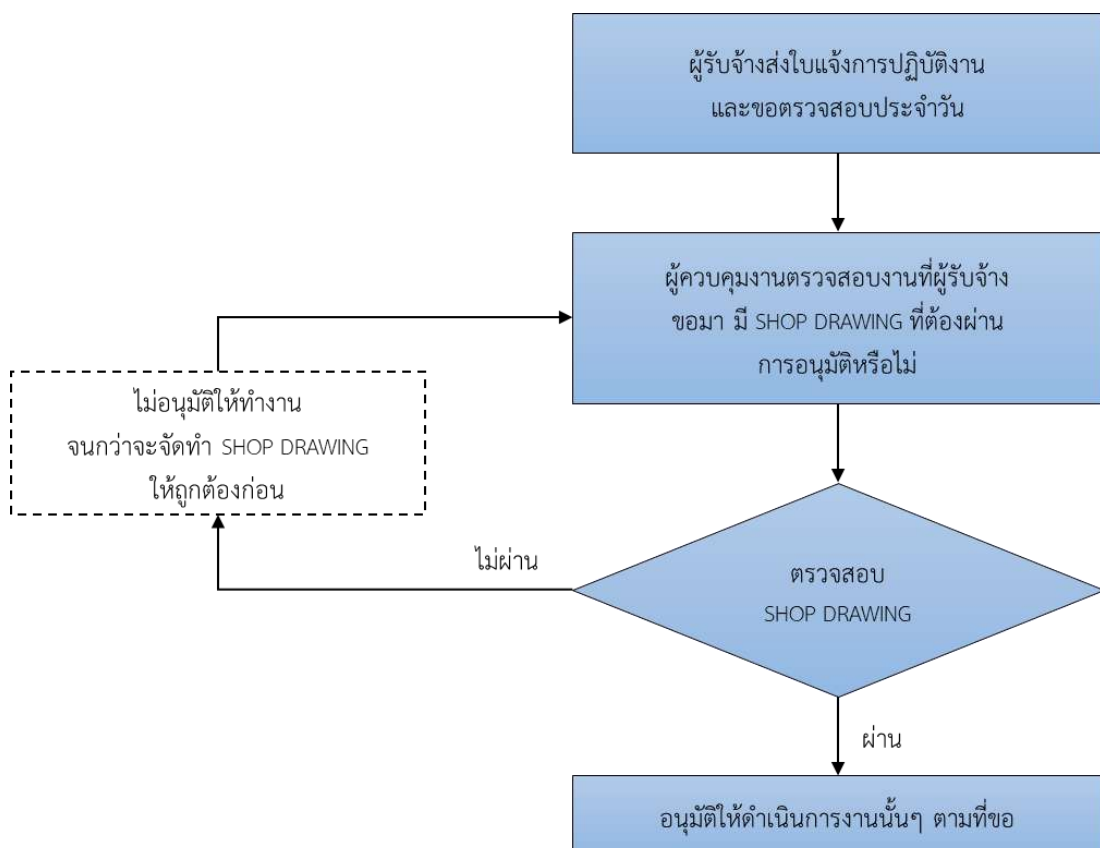 ผู้รับจ้างส่งใบแจ้งการปฏิบัติงาน
และขอตรวจสอบประจำวัน
ผู้ควบคุมงานตรวจสอบงานที่ผู้รับจ้าง
ขอมา มี SHOP DRAWING ที่ต้องผ่าน
การอนุมัติหรือไม่
ไม่อนุมัติให้ทำงาน
จนกว่าจะจัดทำ SHOP DRAWING
ให้ถูกต้องก่อน
ไม่ผ่าน
ตรวจสอบ
SHOP DRAWING
ผ่าน
อนุมัติให้ดำเนินการงานนั้นๆ ตามที่ขอ